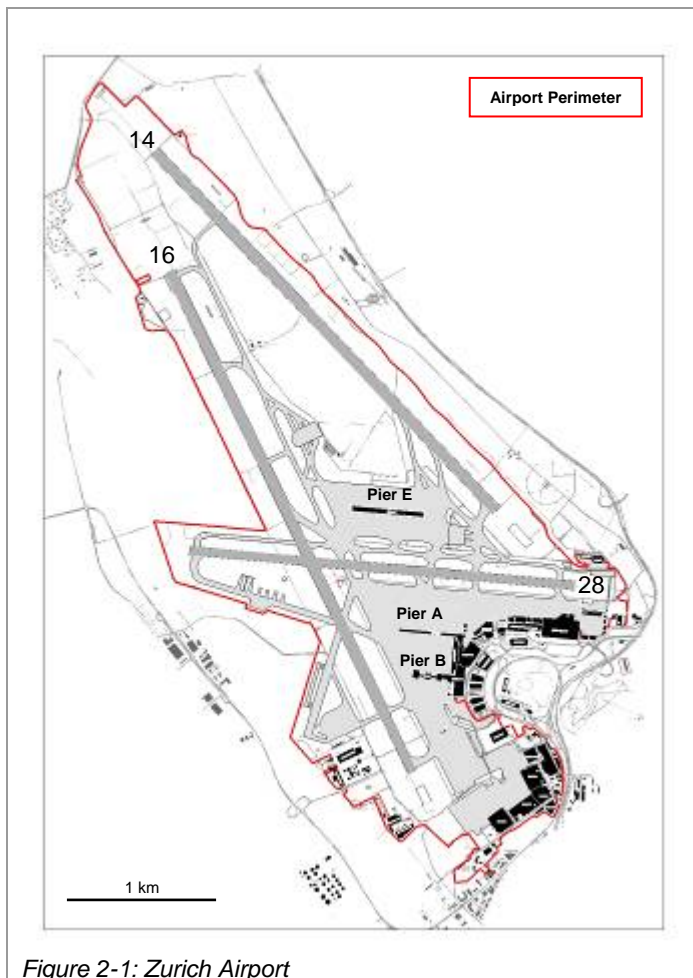 Airport Perimeter
14
16
Pier E
28
Pier A
Pier B
1 km
Figure 2-1: Zurich Airport